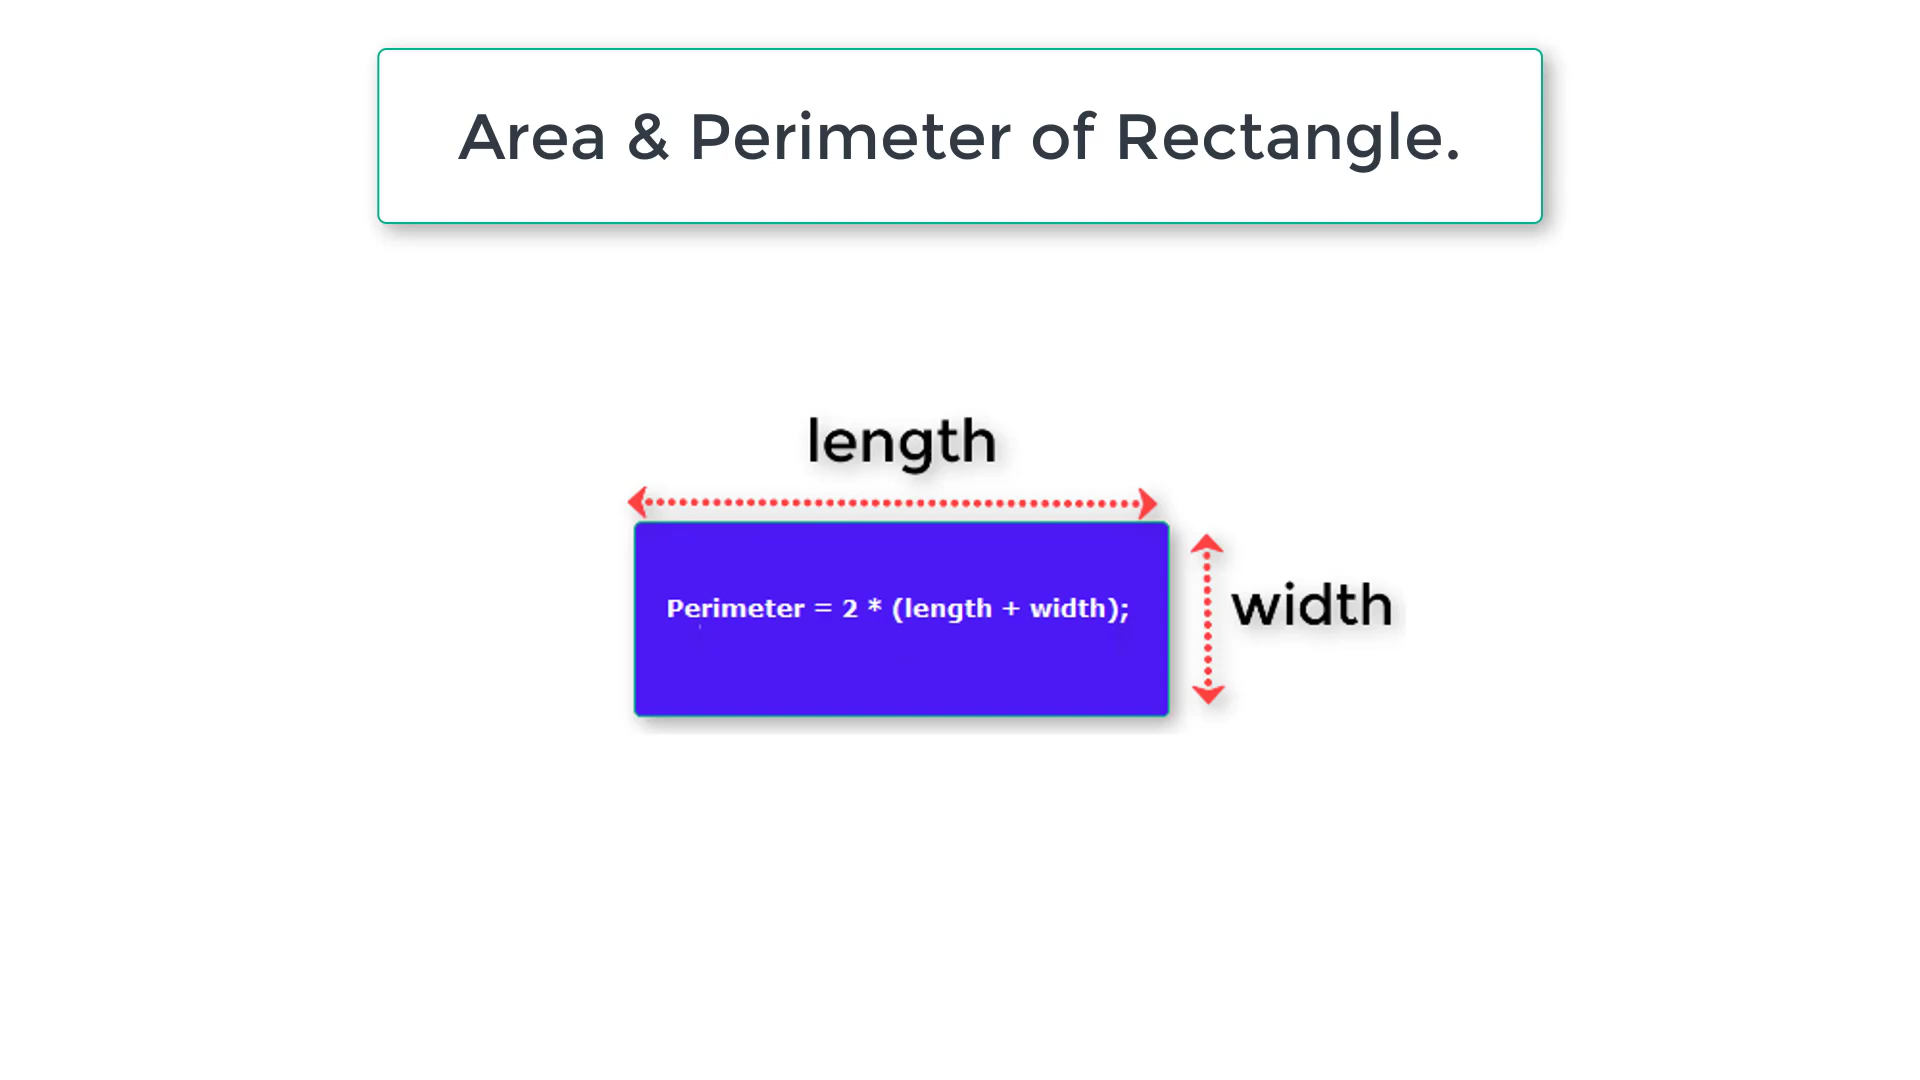 Area & Perimeter of Rectangle.
length
Perimeter = 2 * (length + width);
width